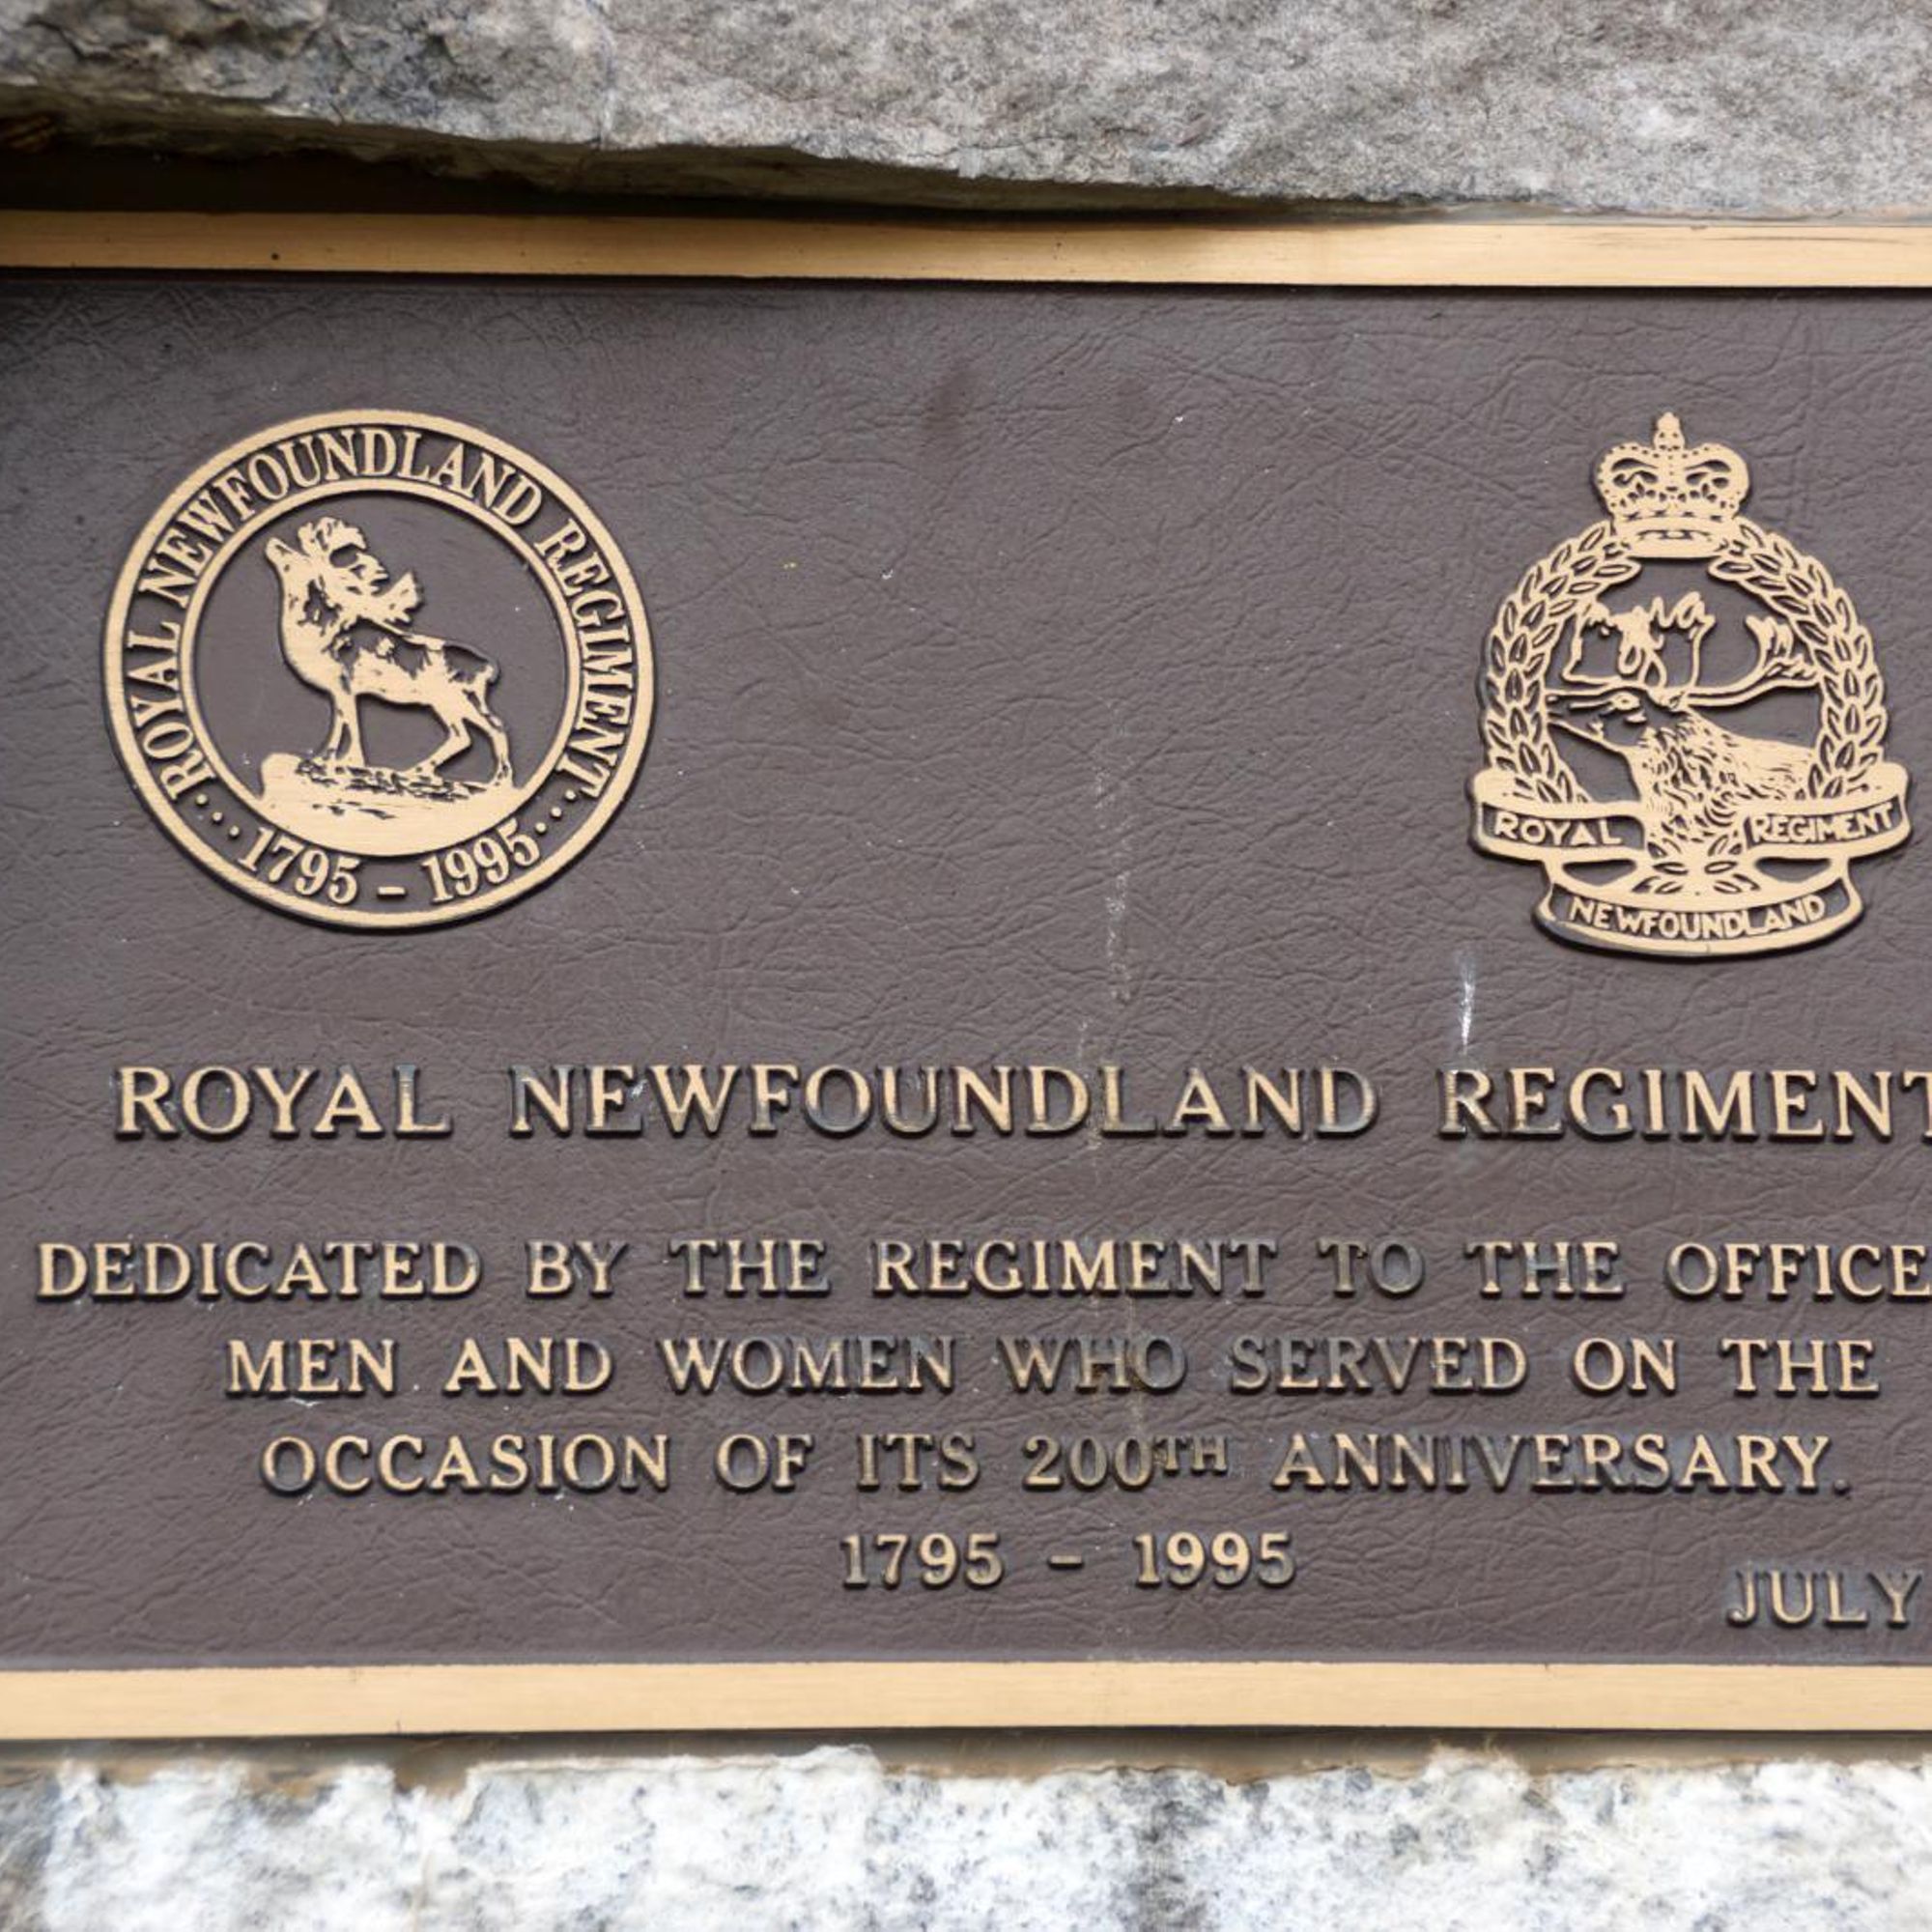 ROYAL NEWFOUNDLAND REGIMENT
1795 - 1995
ROYAL REGIMENT
NEWFOUNDLAND
ROYAL NEWFOUNDLAND REGIMENT
DEDICATED BY THE REGIMENT TO THE OFFICE
MEN AND WOMEN WHO SERVED ON THE
OCCASION OF ITS 200TH ANNIVERSARY.
1795 - 1995
JULY